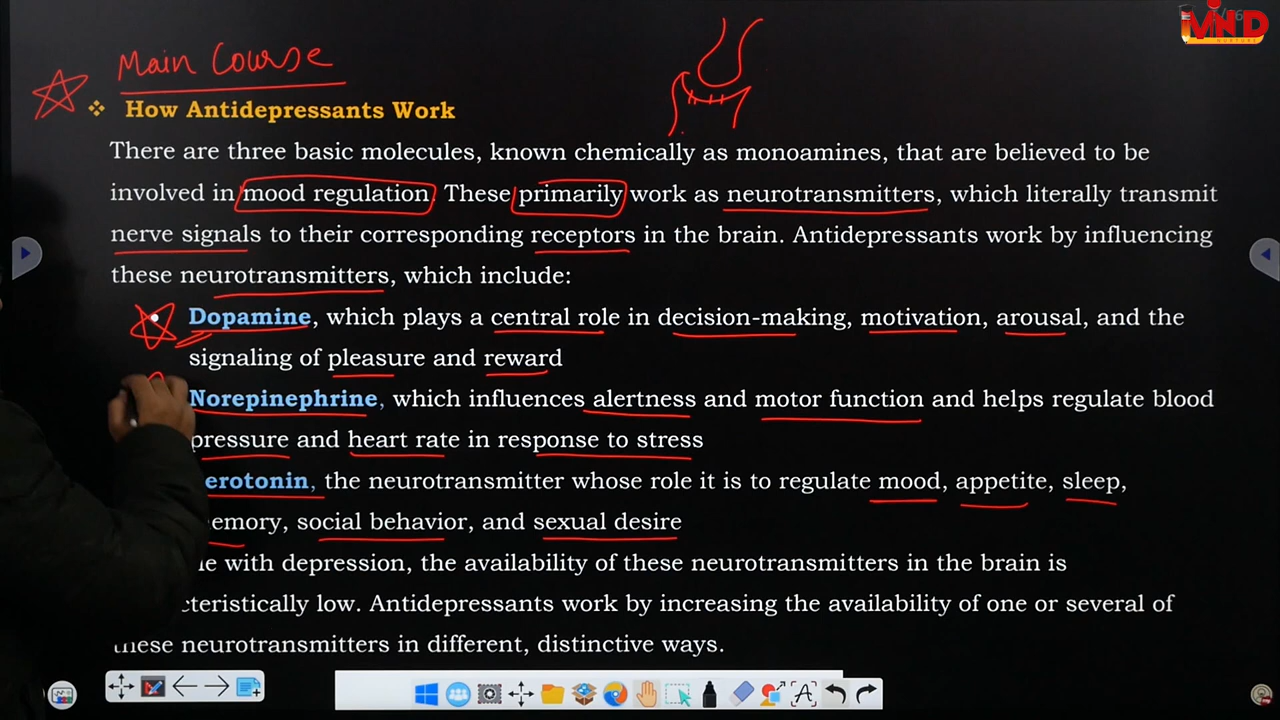 MIND
NURTURE
Main Course
❖ How Antidepressants Work
There are three basic molecules, known chemically as monoamines, that are believed to be
involved in mood regulation. These primarily work as neurotransmitters, which literally transmit
nerve signals to their corresponding receptors in the brain. Antidepressants work by influencing
these neurotransmitters, which include:
Dopamine, which plays a central role in decision-making, motivation, arousal, and the
signaling of pleasure and reward
Norepinephrine, which influences alertness and motor function and helps regulate blood
pressure and heart rate in response to stress
erotonin, the neurotransmitter whose role it is to regulate mood, appetite, sleep,
emory, social behavior, and sexual desire
with depression, the availability of these neurotransmitters in the brain is
cteristically low. Antidepressants work by increasing the availability of one or several of
these neurotransmitters in different, distinctive ways.